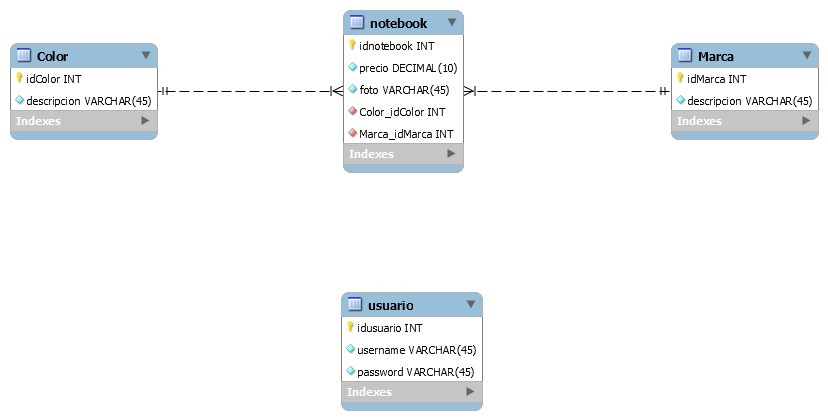 Color
idColor INT
descripcion VARCHAR(45)
Indexes
notebook
idnotebook INT
precio DECIMAL(10)
foto VARCHAR(45)
Color_idColor INT
Marca_idMarca INT
Indexes
Marca
idMarca INT
descripcion VARCHAR(45)
Indexes
usuario
idusuario INT
username VARCHAR(45)
password VARCHAR(45)
Indexes